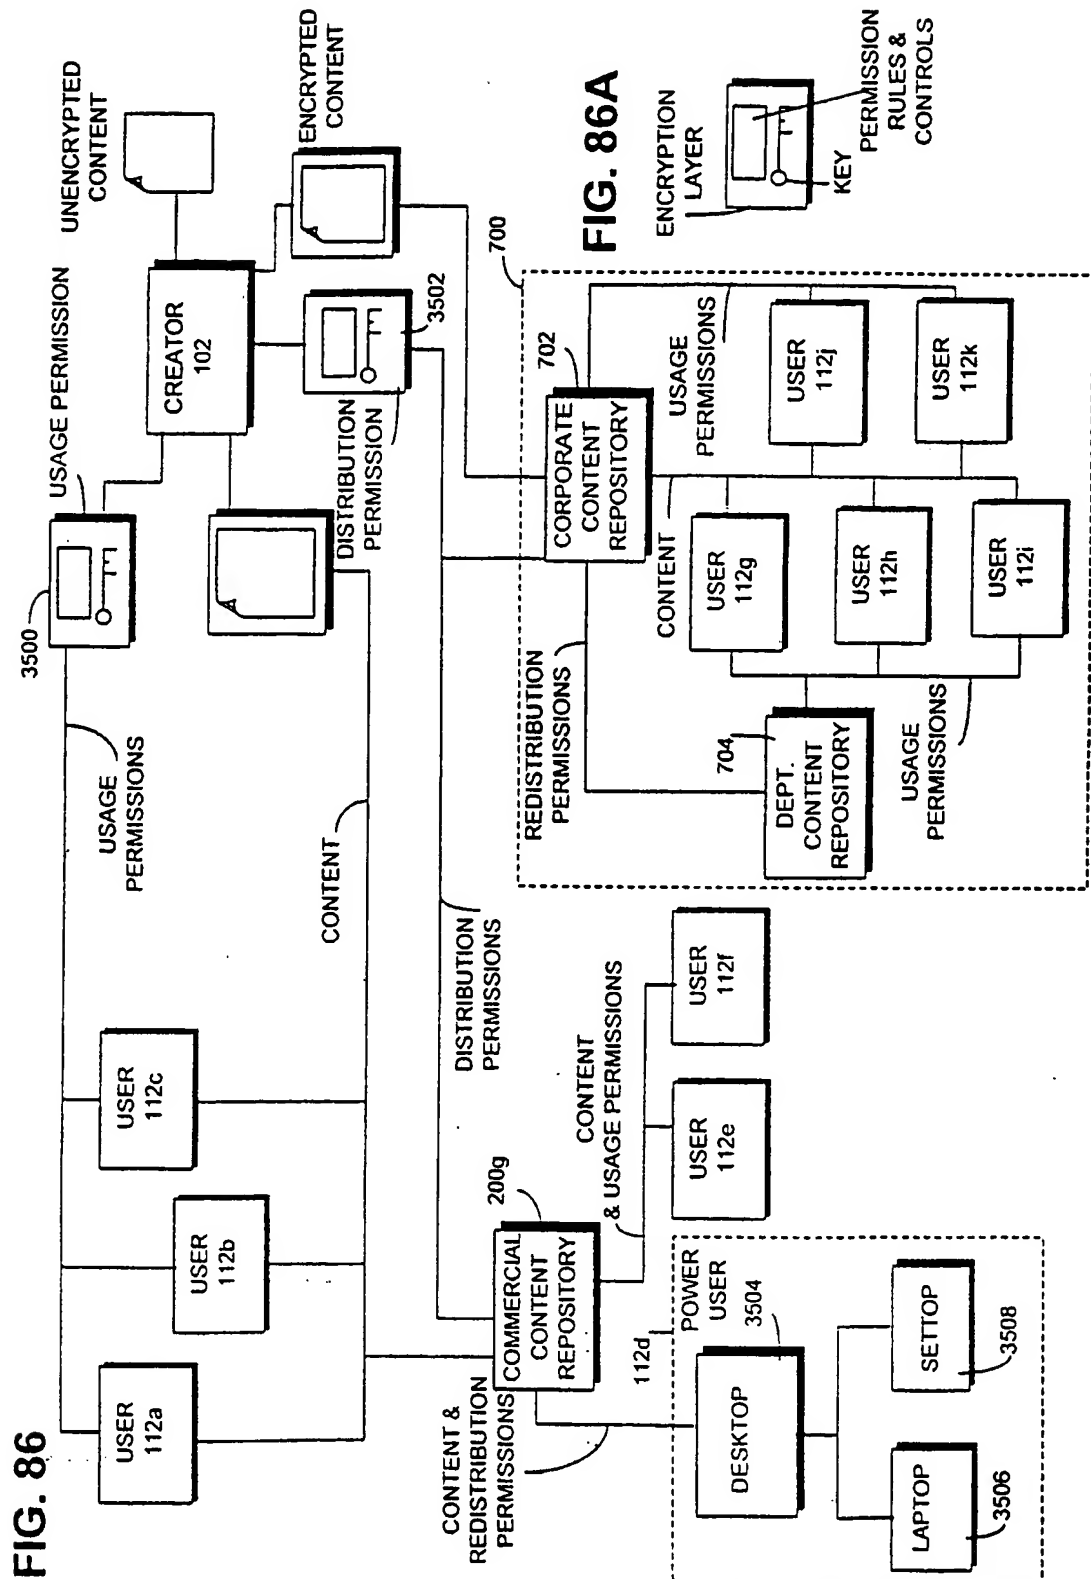 FIG. 86
USER
112a
USER
112b
USER
112c
USAGE
PERMISSIONS
3500
USAGE PERMISSION
CREATOR
102
UNENCRYPTED
CONTENT
ENCRYPTED
CONTENT
DISTRIBUTION
PERMISSION
3502
CONTENT
DISTRIBUTION
PERMISSIONS
COMMERCIAL
CONTENT
REPOSITORY
200g
CONTENT &
REDISTRIBUTION
PERMISSIONS
CONTENT
& USAGE PERMISSIONS
USER
112e
USER
112f
112d
POWER
USER
DESKTOP
3504
LAPTOP
3506
SETTOP
3508
700
CORPORATE
CONTENT
REPOSITORY
702
REDISTRIBUTION
PERMISSIONS
DEPT.
CONTENT
REPOSITORY
704
CONTENT
USAGE
PERMISSIONS
USER
112g
USER
112h
USER
112i
USER
112j
USER
112k
USAGE
PERMISSIONS
FIG. 86A
ENCRYPTION
LAYER
KEY
PERMISSION
RULES &
CONTROLS